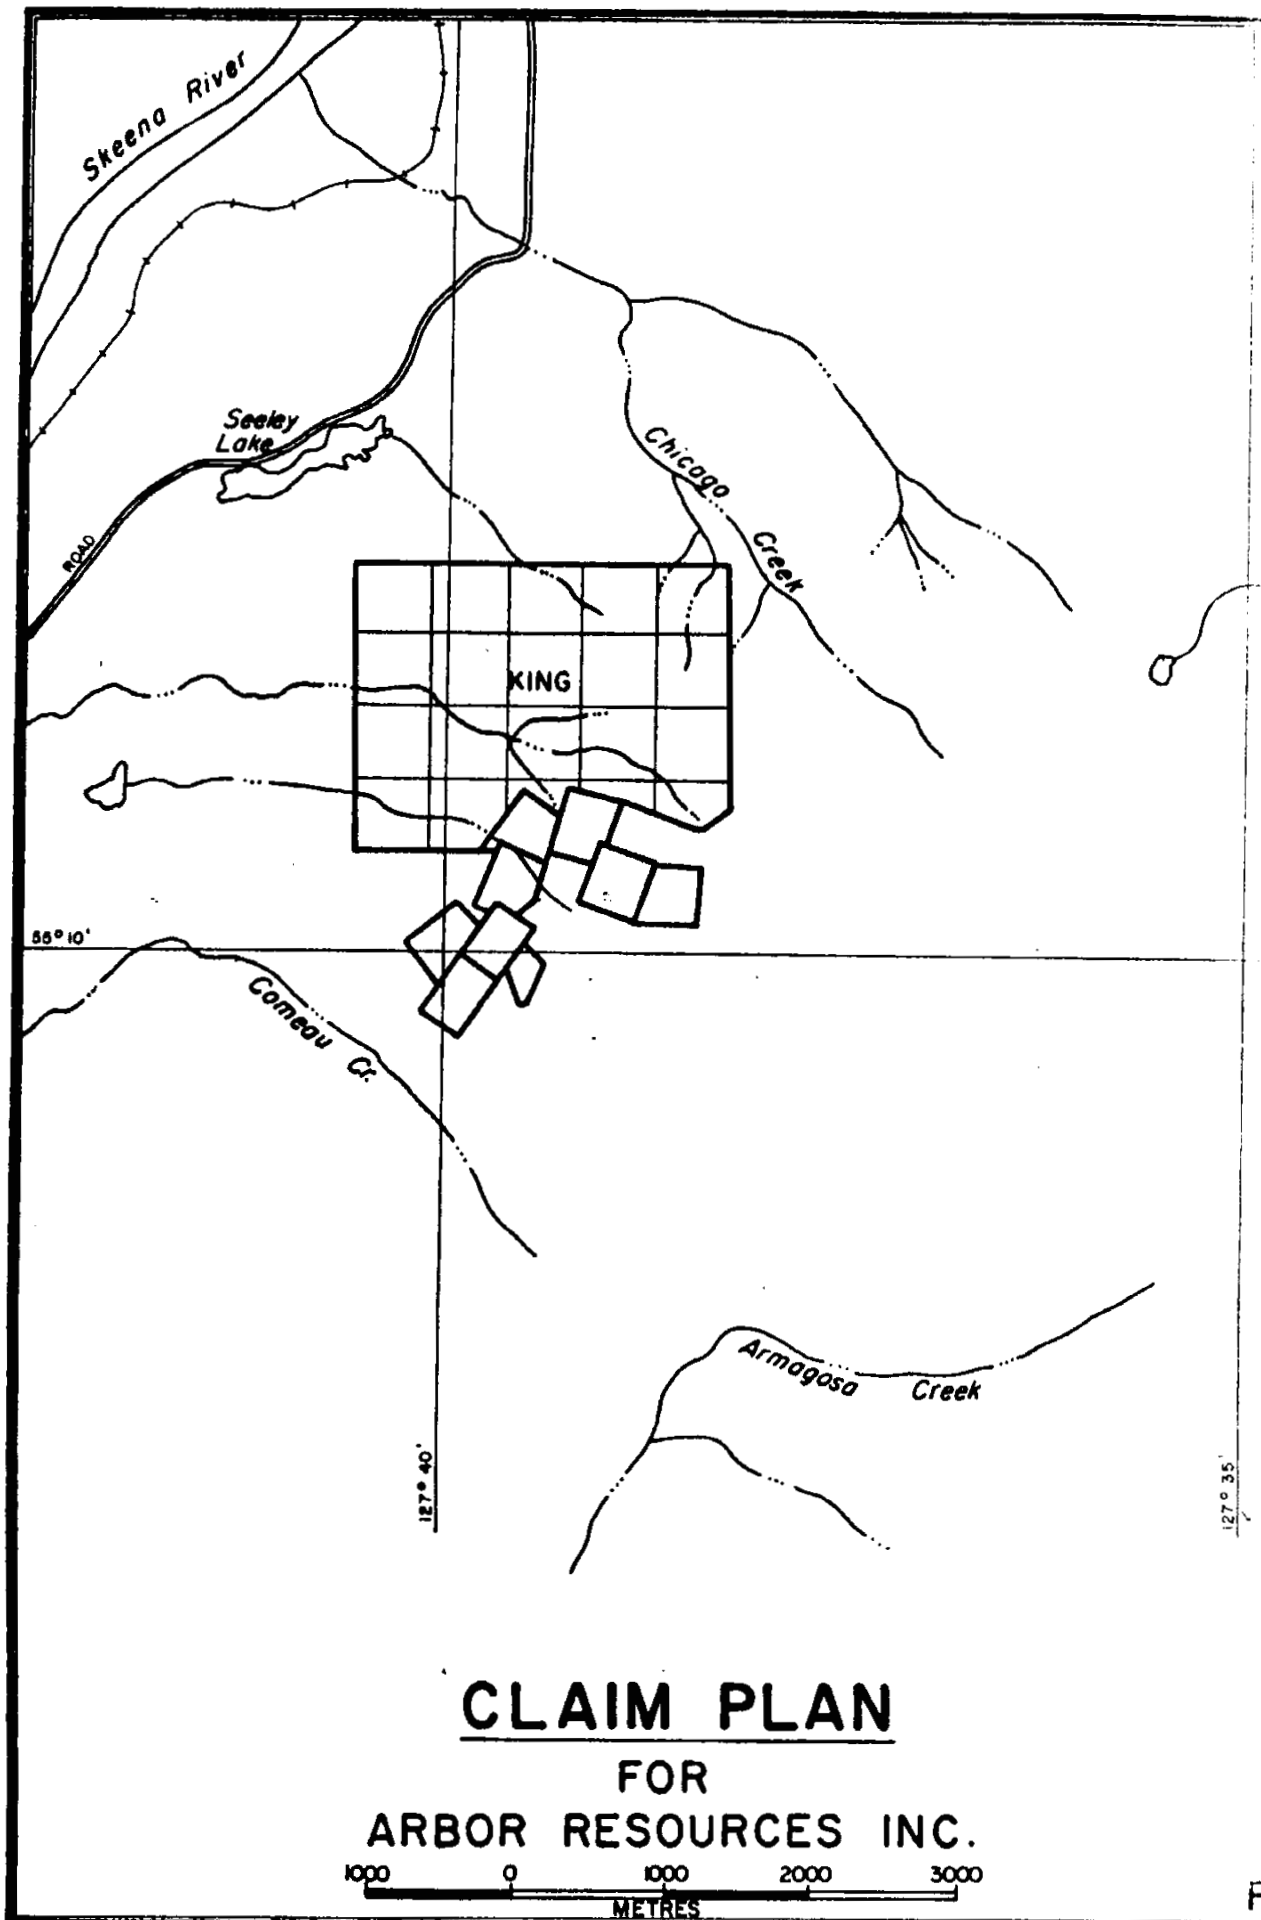 Skeena River
Seeley
Lake
ROAD
Chicago
Creek
KING
55° 10'
Comeau Cr.
Armagosa Creek
127° 40'
127° 35'
CLAIM PLAN
FOR
ARBOR RESOURCES INC.
1000 0 1000 2000 3000
METRES